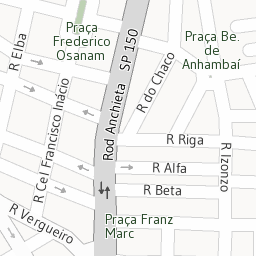 Praça
Frederico
Osanam
R Elba
SP 150
Rod Anchieta
R do Chaco
Praça Be.
de
Anhambaí
R Cel Francisco Inácio
R Riga
R Alfa
R Beta
R Izonzo
R Vergueiro
Praça Franz
Marc